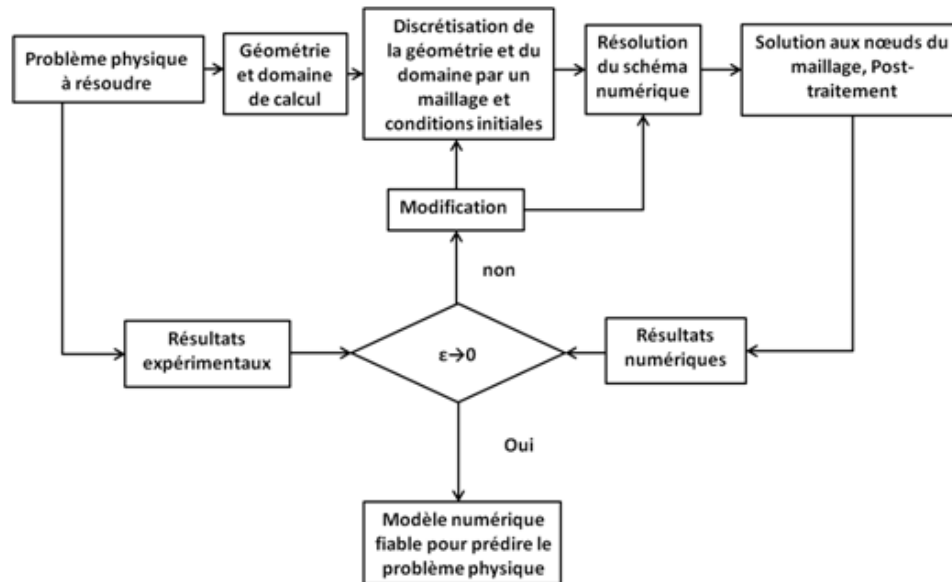 Problème physique
à résoudre
Géométrie
et domaine
de calcul
Discrétisation de
la géométrie et du
domaine par un
maillage et
conditions initiales
Résolution
du schéma
numérique
Solution aux nœuds du
maillage, Post-
traitement
Modification
non
Résultats
expérimentaux
ε→0
Résultats
numériques
Oui
Modèle numérique
fiable pour prédire le
problème physique